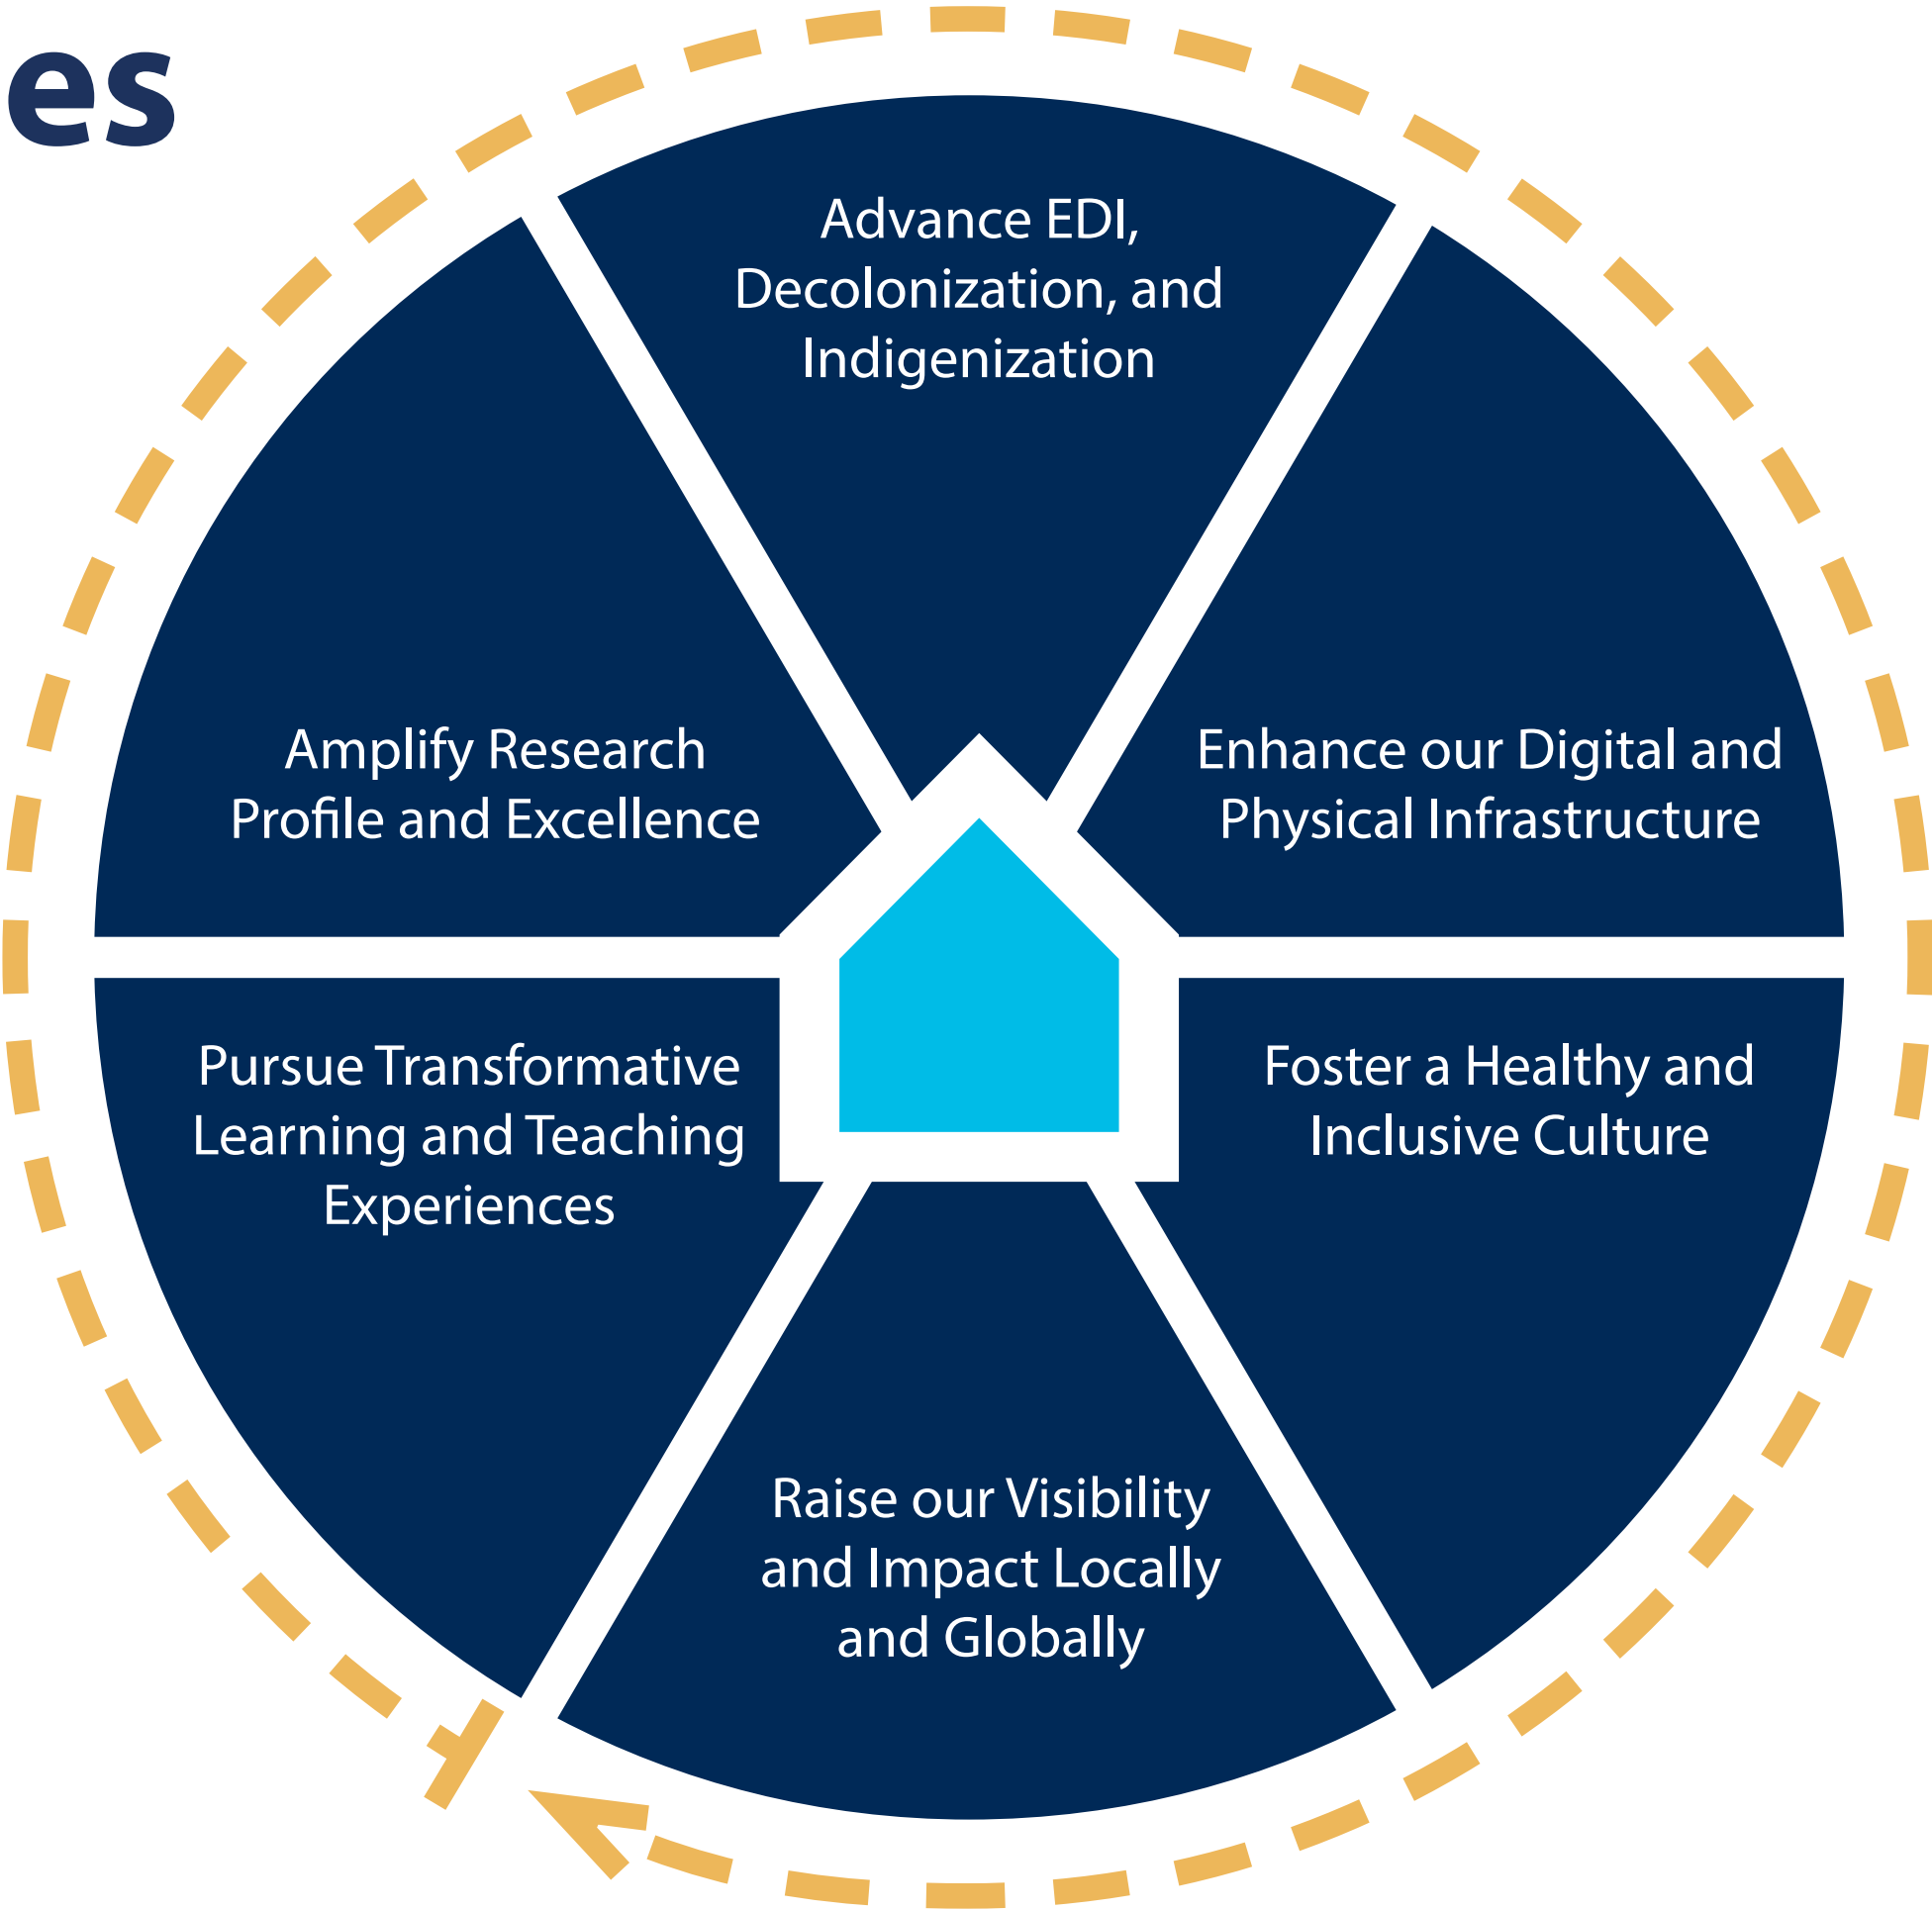 es
Advance EDI,
Decolonization, and
Indigenization
Amplify Research
Profile and Excellence
Enhance our Digital and
Physical Infrastructure
Pursue Transformative
Learning and Teaching
Experiences
Foster a Healthy and
Inclusive Culture
Raise our Visibility
and Impact Locally
and Globally